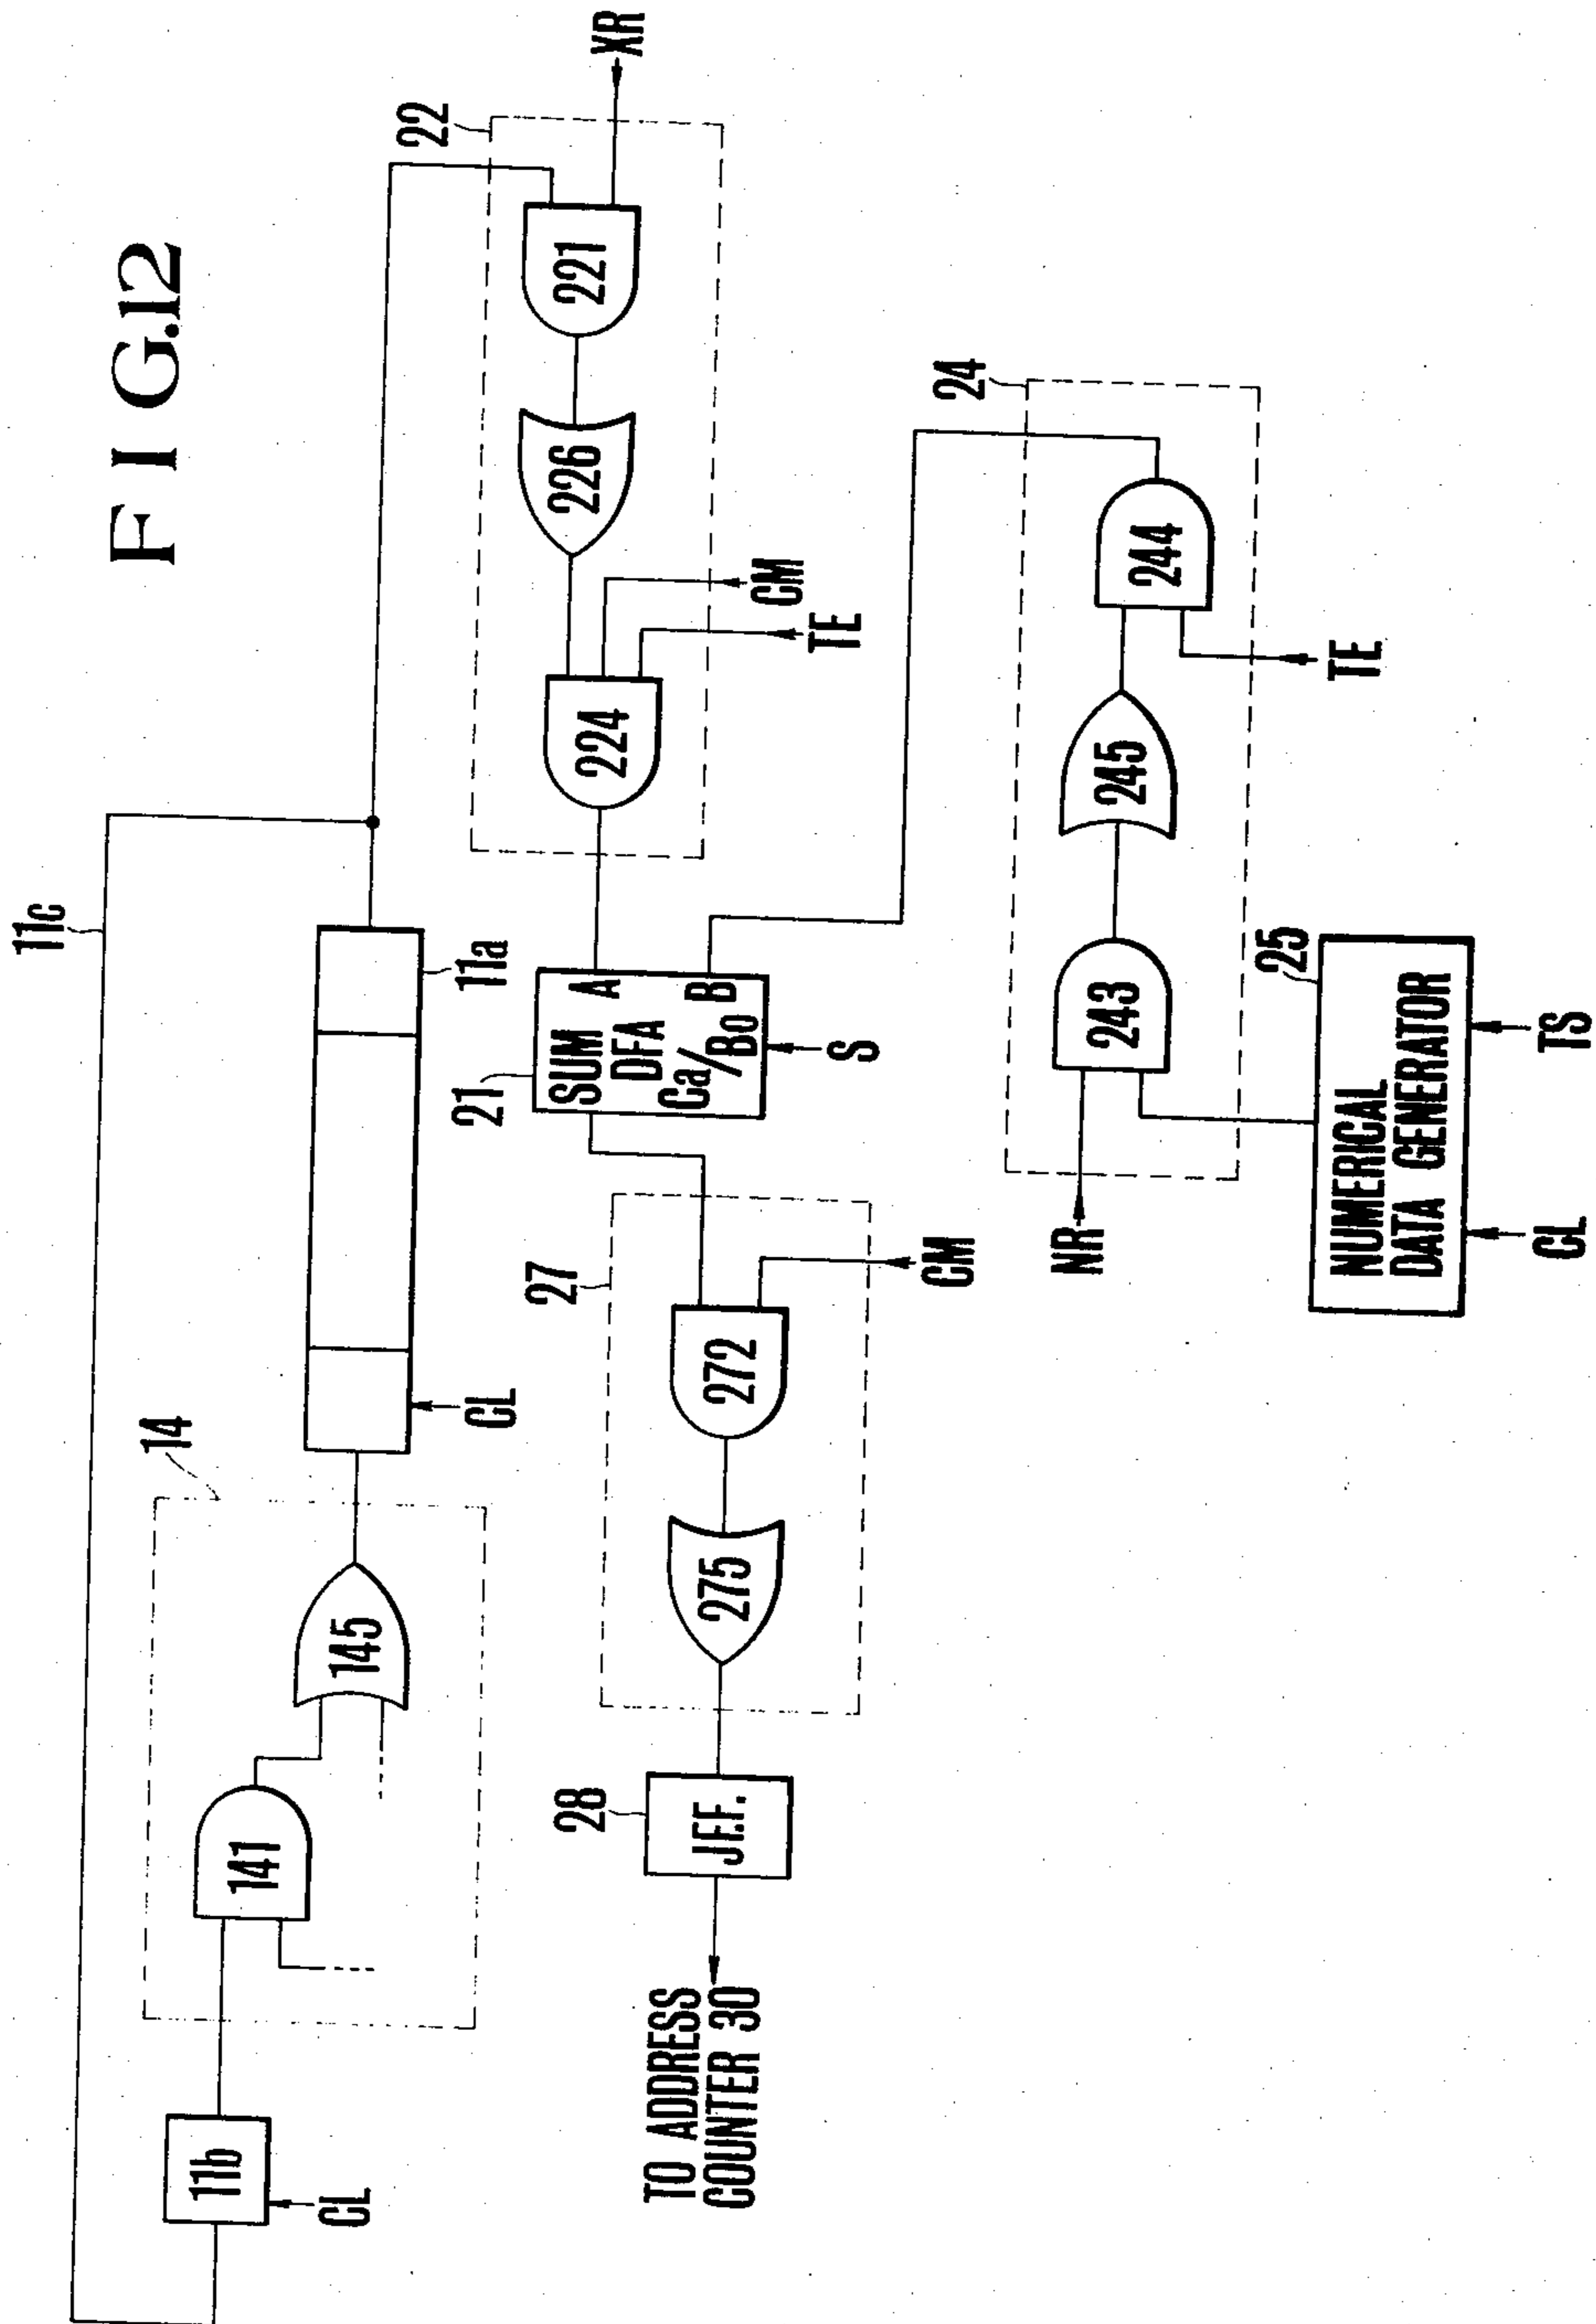 FIG.12
11c
14
11b
CL
141
145
CL
11a
22
XR
221
226
224
CM
TE
21
SUM A
DFA
Ca/Bo B
S
27
272
275
CM
28
J.F.F.
TO ADDRESS
COUNTER 30
24
NR
243
245
244
TE
25
NUMERICAL
DATA GENERATOR
CL
TS